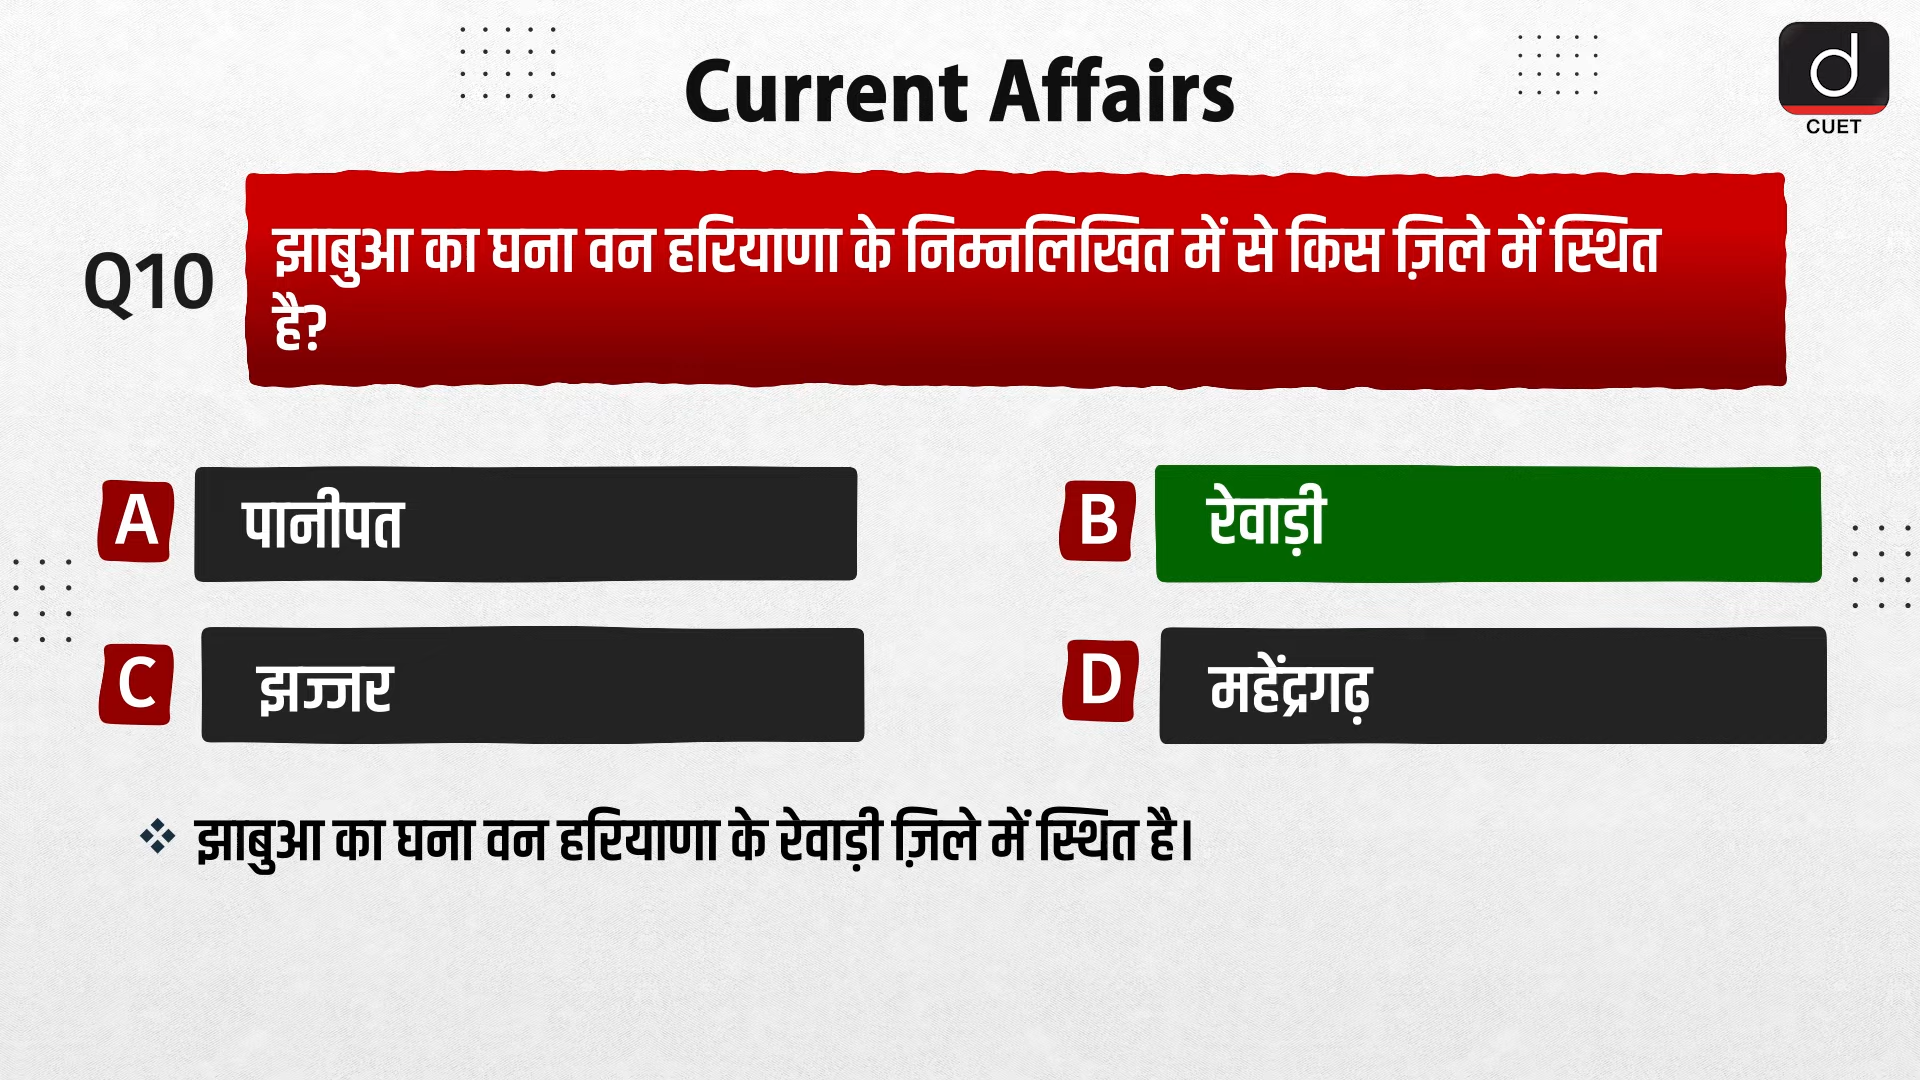 Current Affairs
d
CUET
Q10
झाबुआ का घना वन हरियाणा के निम्नलिखित में से किस ज़िले में स्थित
है?
A पानीपत
B रेवाड़ी
C झज्जर
D महेंद्रगढ़
❖ झाबुआ का घना वन हरियाणा के रेवाड़ी ज़िले में स्थित है।